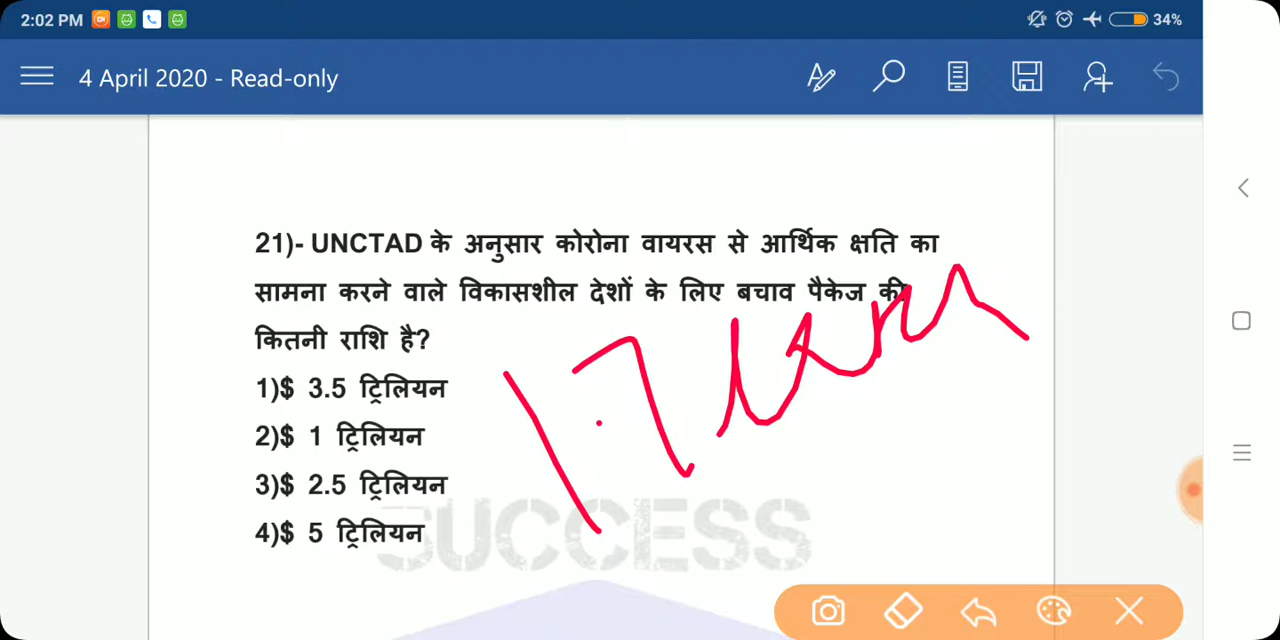 2:02 PM 34%
4 April 2020 - Read-only
21)- UNCTAD के अनुसार कोरोना वायरस से आर्थिक क्षति का
सामना करने वाले विकासशील देशों के लिए बचाव पैकेज की
कितनी राशि है?
1)$ 3.5 ट्रिलियन
2)$ 1 ट्रिलियन
3)$ 2.5 ट्रिलियन
4)$ 5 ट्रिलियन
SUCCESS